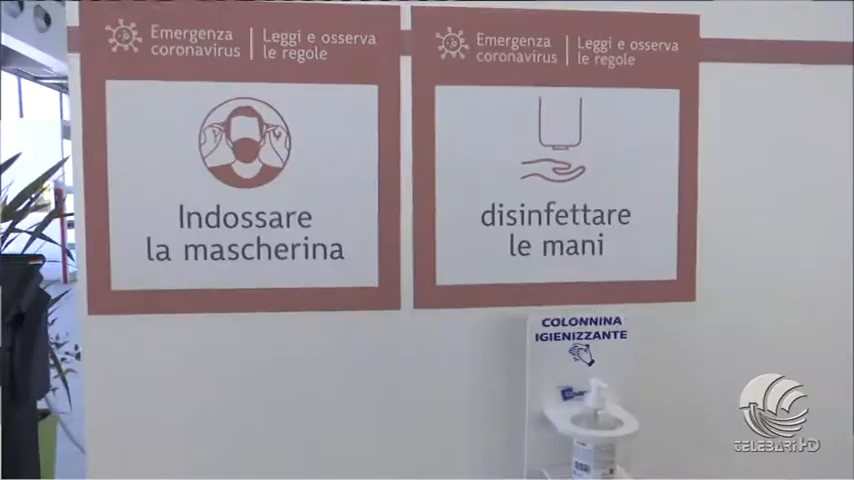 Emergenza
coronavirus
Leggi e osserva
le regole
Indossare
la mascherina
Emergenza
coronavirus
Leggi e osserva
le regole
disinfettare
le mani
COLONNINA
IGIENIZZANTE
TELEBARI HD